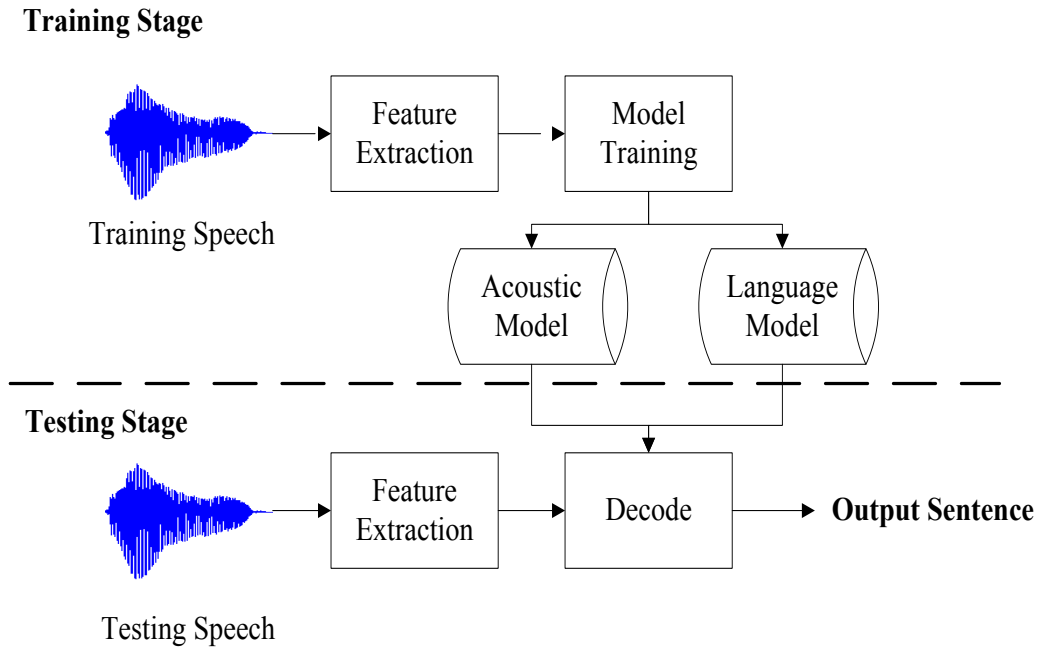 Training Stage
Feature
Extraction
Model
Training
Training Speech
Acoustic
Model
Language
Model
Testing Stage
Feature
Extraction
Decode
Output Sentence
Testing Speech